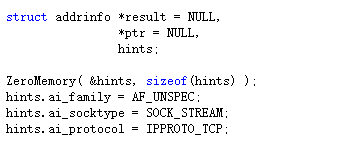 struct addrinfo *result = NULL,
*ptr = NULL,
hints;
ZeroMemory( &hints, sizeof(hints) );
hints.ai_family = AF_UNSPEC;
hints.ai_socktype = SOCK_STREAM;
hints.ai_protocol = IPPROTO_TCP;